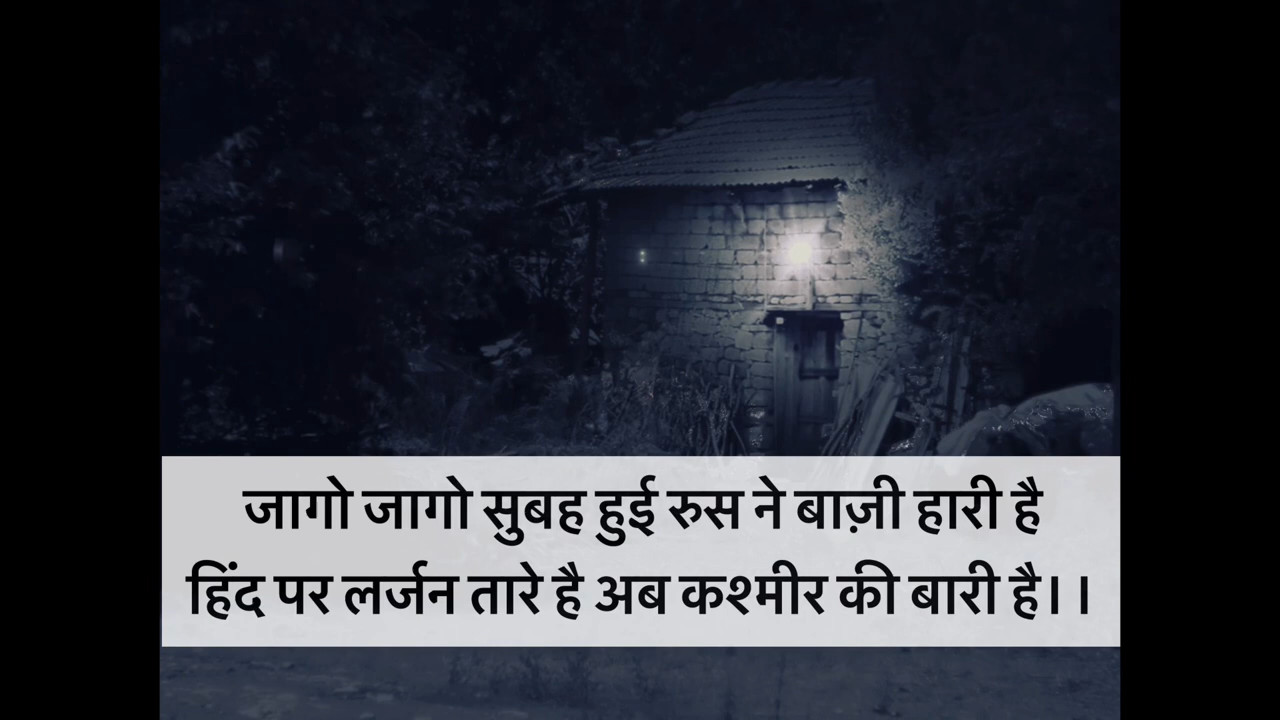 जागो जागो सुबह हुई रुस ने बाज़ी हारी है
हिंद पर लर्जन तारे है अब कश्मीर की बारी है।।